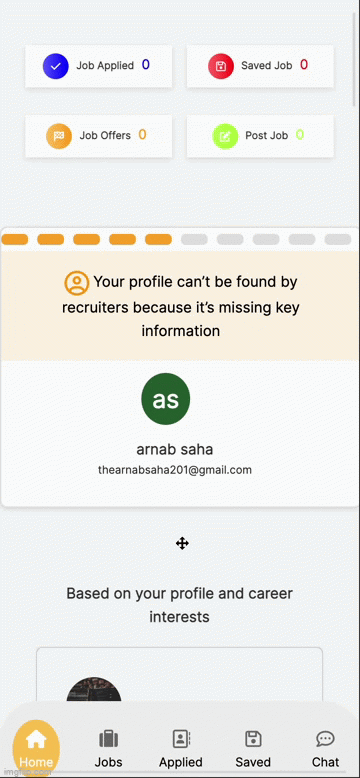 Job Applied 0
Saved Job 0
Job Offers 0
Post Job 0
Your profile can’t be found by
recruiters because it’s missing key
information
as
arnab saha
thearnabsaha201@gmail.com
Based on your profile and career
interests
Home
Jobs
Applied
Saved
Chat